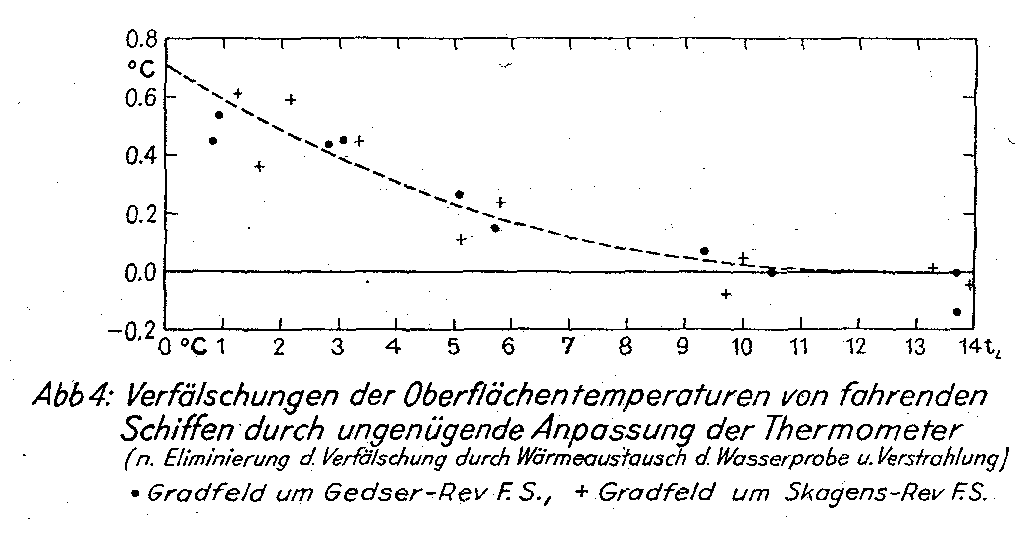 0.8
°C
0.6
0.4
0.2
0.0
-0.2
0 °C 1 2 3 4 5 6 7 8 9 10 11 12 13 14 t_L
Abb 4: Verfälschungen der Oberflächentemperaturen von fahrenden
Schiffen durch ungenügende Anpassung der Thermometer
(n. Eliminierung d. Verfälschung durch Wärmeaustausch d. Wasserprobe u. Verstrahlung)
• Gradfeld um Gedser-Rev F.S., + Gradfeld um Skagens-Rev F.S.